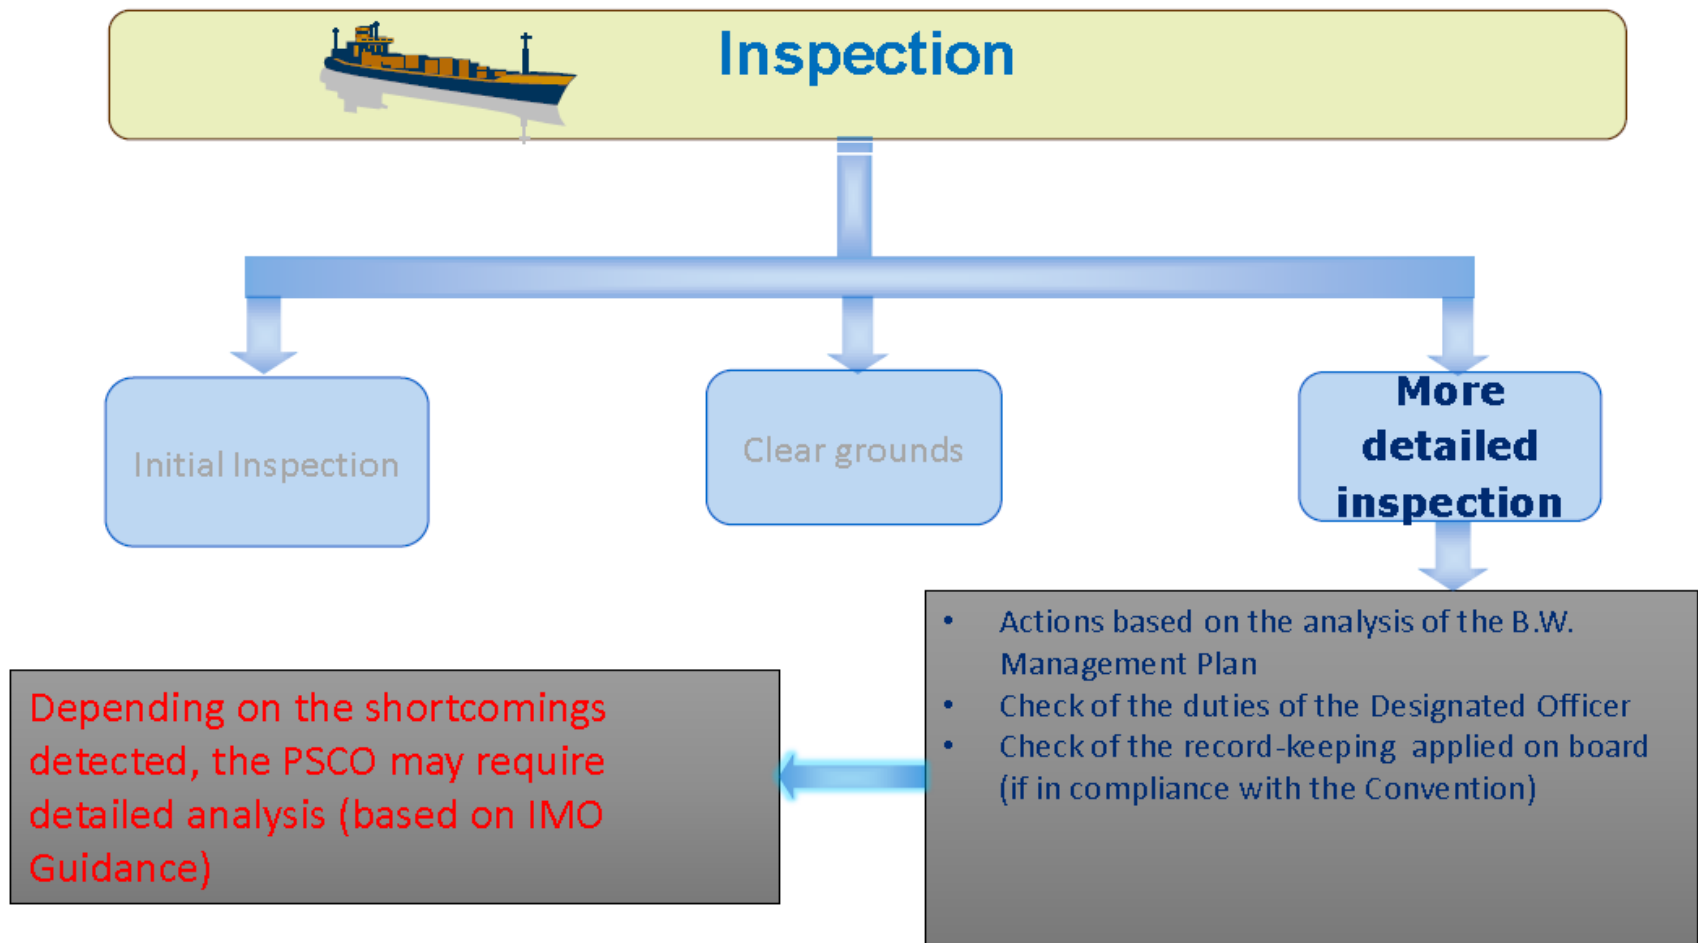 Inspection
Initial Inspection
Clear grounds
More
detailed
inspection
• Actions based on the analysis of the B.W.
Management Plan
• Check of the duties of the Designated Officer
• Check of the record-keeping applied on board
(if in compliance with the Convention)
Depending on the shortcomings
detected, the PSCO may require
detailed analysis (based on IMO
Guidance)